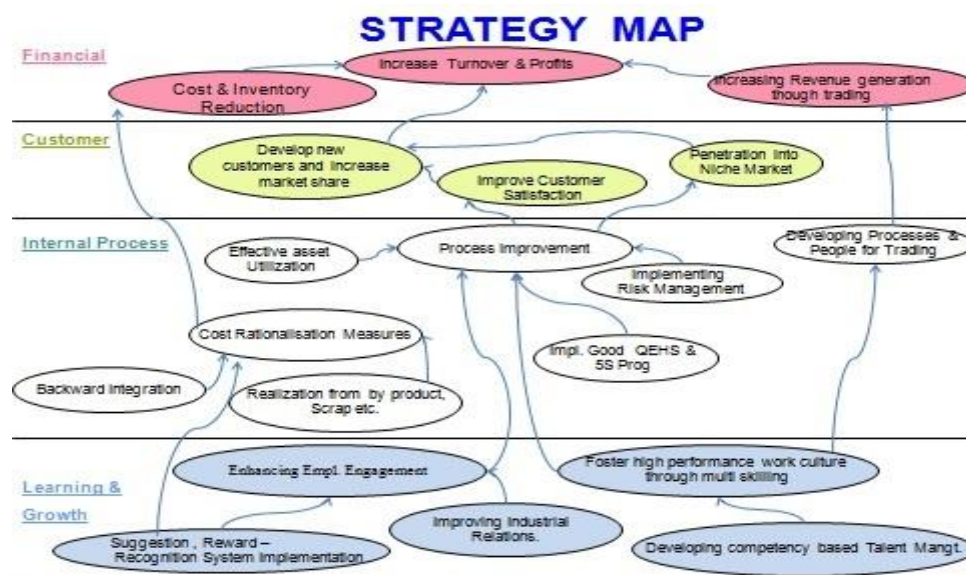 STRATEGY MAP
Financial
Increase Turnover & Profits
Cost & Inventory
Reduction
Increasing Revenue generation
though trading
Customer
Develop new
customers and Increase
market share
Improve Customer
Satisfaction
Penetration Into
Niche Market
Internal Process
Effective asset
Utilization
Process Improvement
Implementing
Risk Management
Developing Processes &
People for Trading
Cost Rationalisation Measures
Impl. Good QEHS &
5S Prog
Backward Integration
Realization from by product,
Scrap etc.
Learning &
Growth
Enhancing Empl. Engagement
Foster high performance work culture
through multi skilling
Suggestion , Reward –
Recognition System Implementation
Improving Industrial
Relations.
Developing competency based Talent Mangt.